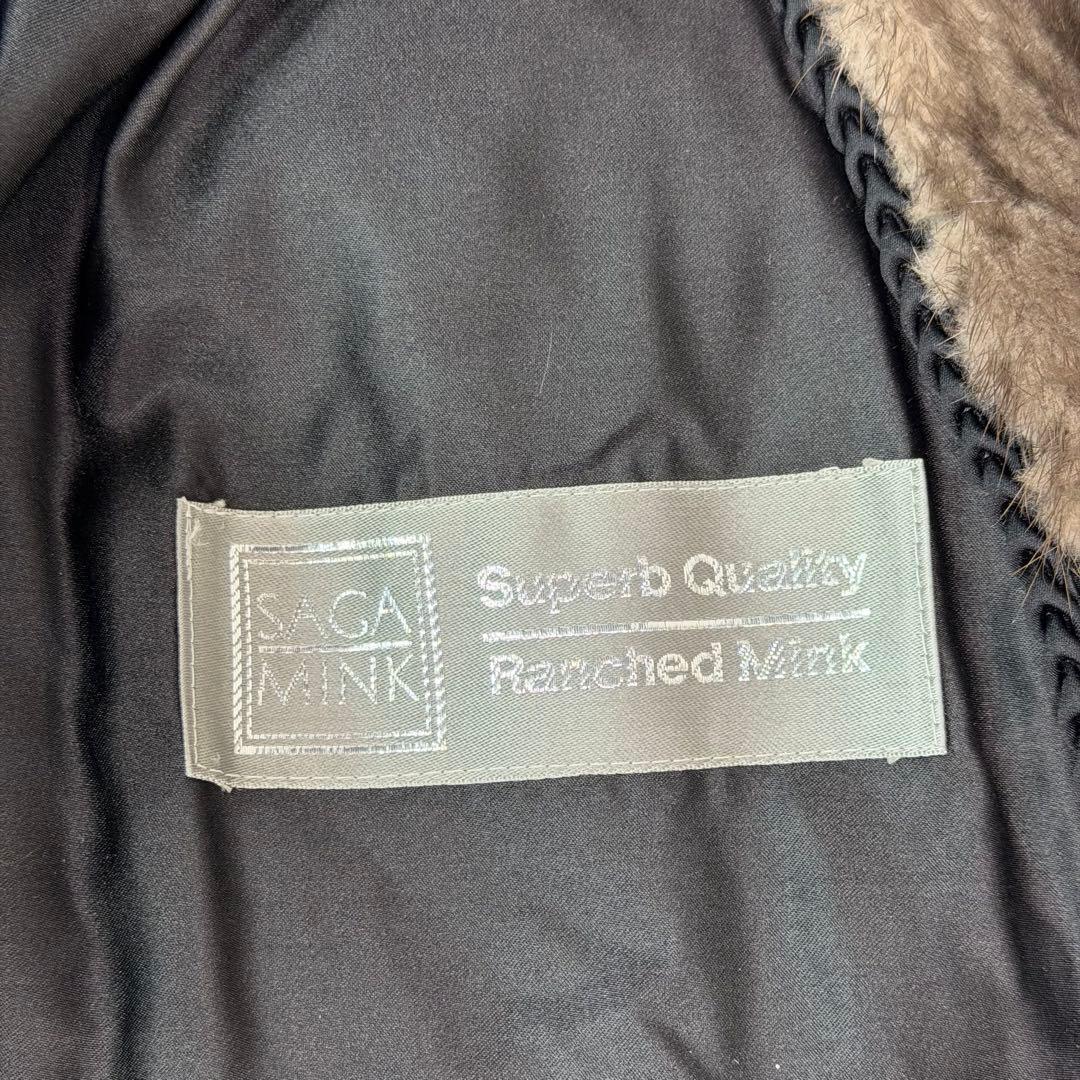 SAGA
MINK
Superb Quality
Ranched Mink